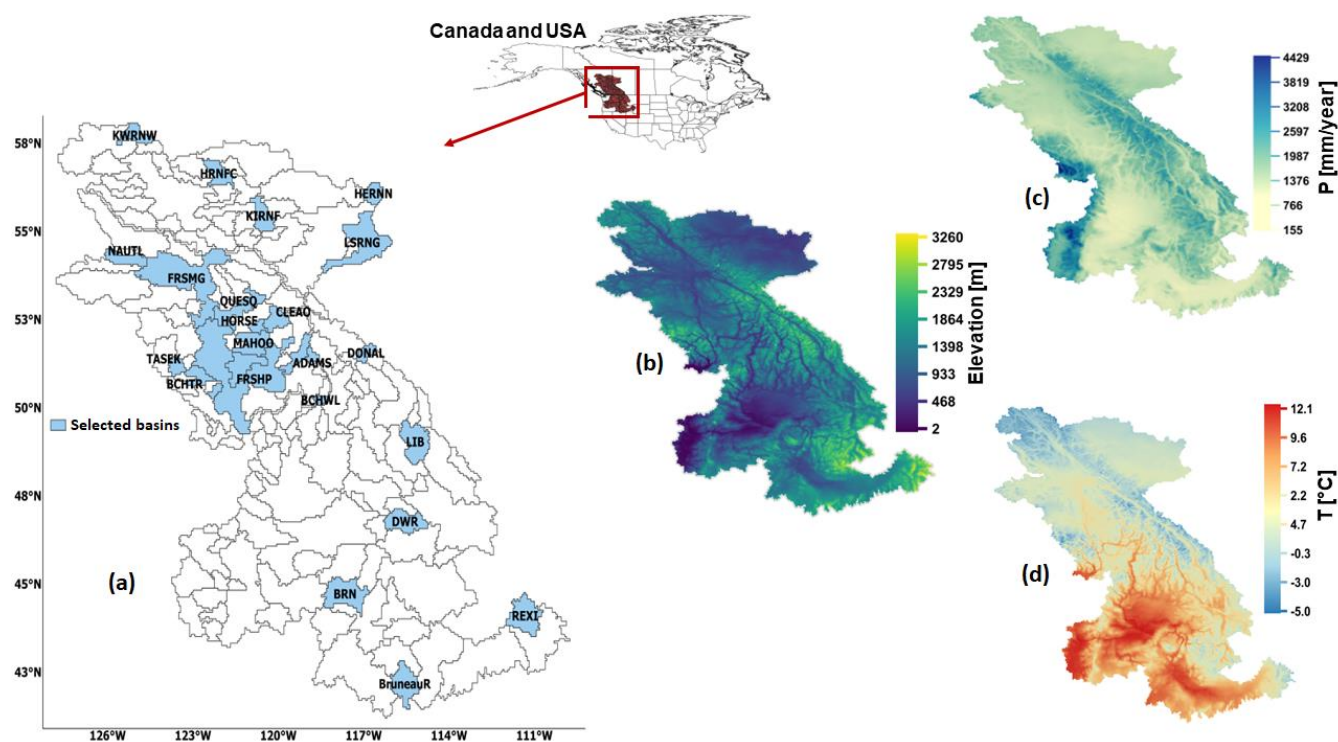 Canada and USA
58°N
55°N
53°N
50°N
48°N
45°N
43°N
126°W
123°W
120°W
117°W
114°W
111°W
KWRNW
HRNFC
HERNN
KIRNF
LSRNG
NAUTL
FRSMG
QUESQ
CLEAO
HORSE
MAHOO
TASEK
ADAMS
DONAL
BCHTR
FRSHP
BCHWL
Selected basins
LIB
DWR
(a)
BRN
REXI
BruneauR
(b)
3260
2795
2329
1864
1398
933
468
2
Elevation [m]
(c)
4429
3819
3208
2597
1987
1376
766
155
P [mm/year]
(d)
12.1
9.6
7.2
2.2
4.7
-0.3
-3.0
-5.0
T [°C]